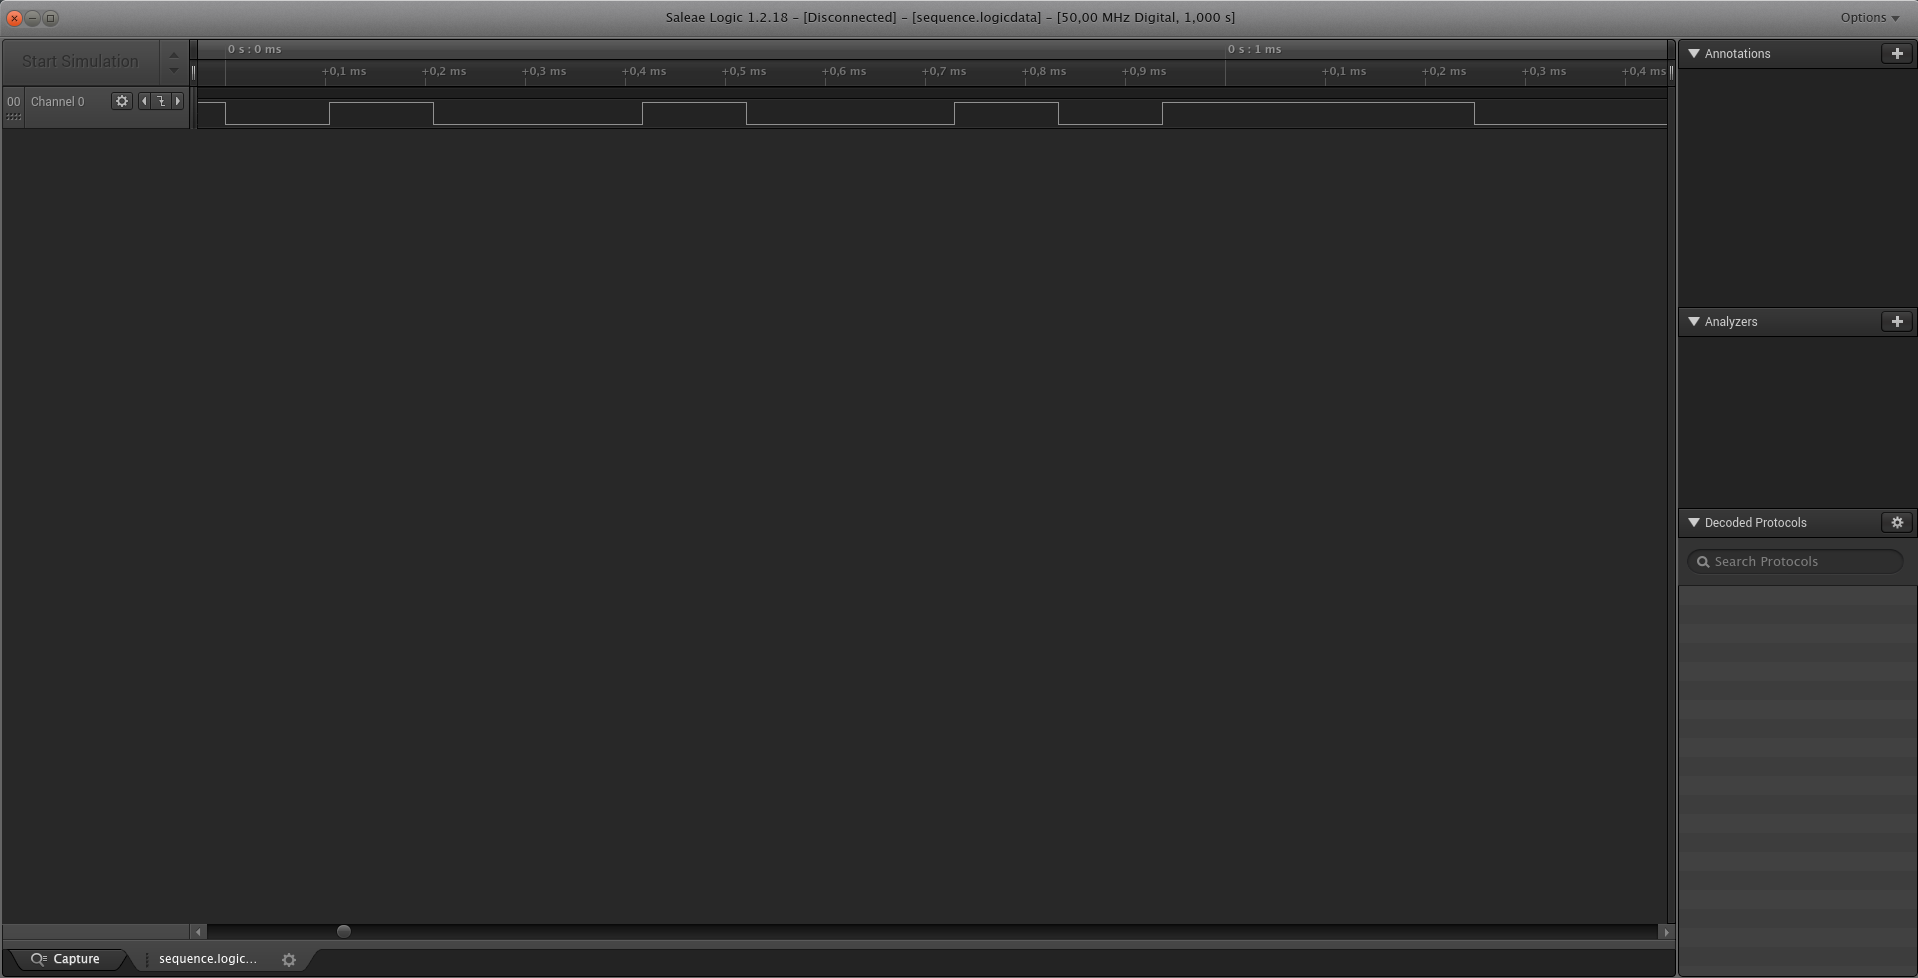 Saleae Logic 1.2.18 – [Disconnected] – [sequence.logicdata] – [50,00 MHz Digital, 1,000 s]
Options
Start Simulation
0 s : 0 ms
0 s : 1 ms
+0,1 ms
+0,2 ms
+0,3 ms
+0,4 ms
+0,5 ms
+0,6 ms
+0,7 ms
+0,8 ms
+0,9 ms
+0,1 ms
+0,2 ms
+0,3 ms
+0,4 ms
00
Channel 0
Annotations
Analyzers
Decoded Protocols
Search Protocols
Capture
sequence.logic...